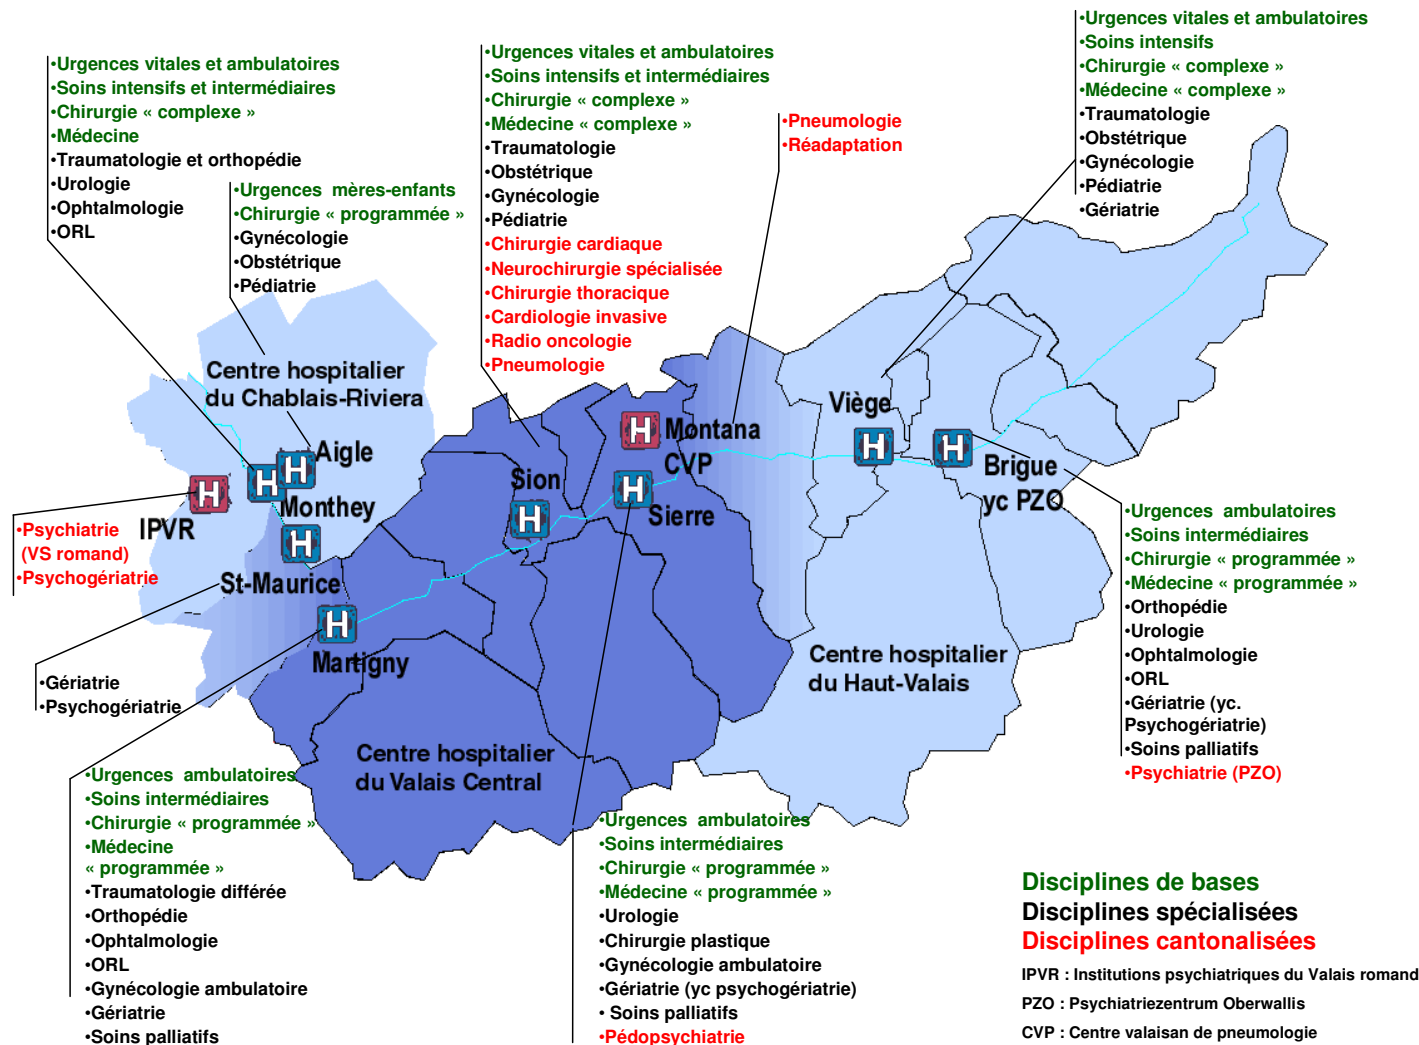 •Urgences vitales et ambulatoires
•Soins intensifs et intermédiaires
•Chirurgie « complexe »
•Médecine
•Traumatologie et orthopédie
•Urologie
•Ophtalmologie
•ORL
•Urgences mères-enfants
•Chirurgie « programmée »
•Gynécologie
•Obstétrique
•Pédiatrie
•Urgences vitales et ambulatoires
•Soins intensifs et intermédiaires
•Chirurgie « complexe »
•Médecine « complexe »
•Traumatologie
•Obstétrique
•Gynécologie
•Pédiatrie
•Chirurgie cardiaque
•Neurochirurgie spécialisée
•Chirurgie thoracique
•Cardiologie invasive
•Radio oncologie
•Pneumologie
•Pneumologie
•Réadaptation
•Urgences vitales et ambulatoires
•Soins intensifs
•Chirurgie « complexe »
•Médecine « complexe »
•Traumatologie
•Obstétrique
•Gynécologie
•Pédiatrie
•Gériatrie
Centre hospitalier
du Chablais-Riviera
H
Aigle
H
Monthey
H
IPVR
H
St-Maurice
H
Martigny
H
Sion
H
Montana
CVP
H
Sierre
Viège
H
H
Brigue
yc PZO
Centre hospitalier
du Valais Central
Centre hospitalier
du Haut-Valais
•Psychiatrie
(VS romand)
•Psychogériatrie
•Gériatrie
•Psychogériatrie
•Urgences ambulatoires
•Soins intermédiaires
•Chirurgie « programmée »
•Médecine
« programmée »
•Traumatologie différée
•Orthopédie
•Ophtalmologie
•ORL
•Gynécologie ambulatoire
•Gériatrie
•Soins palliatifs
•Urgences ambulatoires
•Soins intermédiaires
•Chirurgie « programmée »
•Médecine « programmée »
•Urologie
•Chirurgie plastique
•Gynécologie ambulatoire
•Gériatrie (yc psychogériatrie)
• Soins palliatifs
•Pédopsychiatrie
•Urgences ambulatoires
•Soins intermédiaires
•Chirurgie « programmée »
•Médecine « programmée »
•Orthopédie
•Urologie
•Ophtalmologie
•ORL
•Gériatrie (yc.
Psychogériatrie)
•Soins palliatifs
•Psychiatrie (PZO)
Disciplines de bases
Disciplines spécialisées
Disciplines cantonalisées
IPVR : Institutions psychiatriques du Valais romand
PZO : Psychiatriezentrum Oberwallis
CVP : Centre valaisan de pneumologie